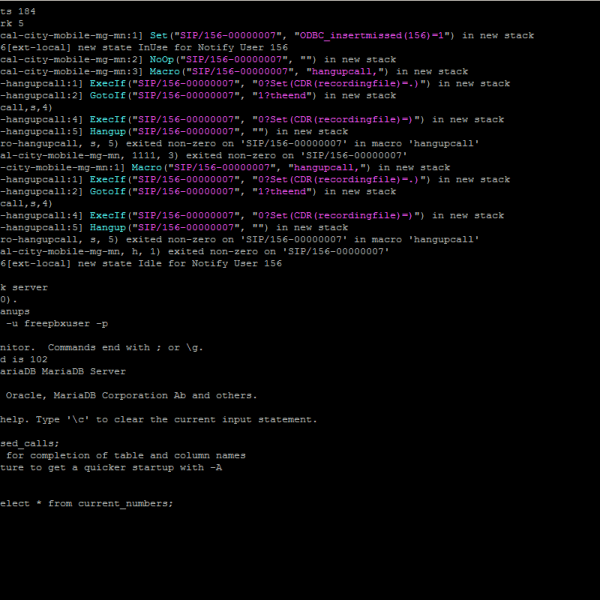 ts 184
rk 5
cal-city-mobile-mg-mn:1] Set("SIP/156-00000007", "ODBC_insertmissed(156)=1") in new stack
6[ext-local] new state InUse for Notify User 156
cal-city-mobile-mg-mn:2] NoOp("SIP/156-00000007", "") in new stack
cal-city-mobile-mg-mn:3] Macro("SIP/156-00000007", "hangupcall,") in new stack
-hangupcall:1] ExecIf("SIP/156-00000007", "0?Set(CDR(recordingfile)=.)") in new stack
-hangupcall:2] GotoIf("SIP/156-00000007", "1?theend") in new stack
call,s,4)
-hangupcall:4] ExecIf("SIP/156-00000007", "0?Set(CDR(recordingfile)=)") in new stack
-hangupcall:5] Hangup("SIP/156-00000007", "") in new stack
ro-hangupcall, s, 5) exited non-zero on 'SIP/156-00000007' in macro 'hangupcall'
al-city-mobile-mg-mn, 1111, 3) exited non-zero on 'SIP/156-00000007'
-city-mobile-mg-mn:1] Macro("SIP/156-00000007", "hangupcall,") in new stack
-hangupcall:1] ExecIf("SIP/156-00000007", "0?Set(CDR(recordingfile)=.)") in new stack
-hangupcall:2] GotoIf("SIP/156-00000007", "1?theend") in new stack
call,s,4)
-hangupcall:4] ExecIf("SIP/156-00000007", "0?Set(CDR(recordingfile)=)") in new stack
-hangupcall:5] Hangup("SIP/156-00000007", "") in new stack
ro-hangupcall, s, 5) exited non-zero on 'SIP/156-00000007' in macro 'hangupcall'
al-city-mobile-mg-mn, h, 1) exited non-zero on 'SIP/156-00000007'
6[ext-local] new state Idle for Notify User 156
k server
0).
anups
-u freepbxuser -p
nitor.  Commands end with ; or \g.
d is 102
ariaDB MariaDB Server
Oracle, MariaDB Corporation Ab and others.
help. Type '\c' to clear the current input statement.
sed_calls;
for completion of table and column names
ture to get a quicker startup with -A
elect * from current_numbers;